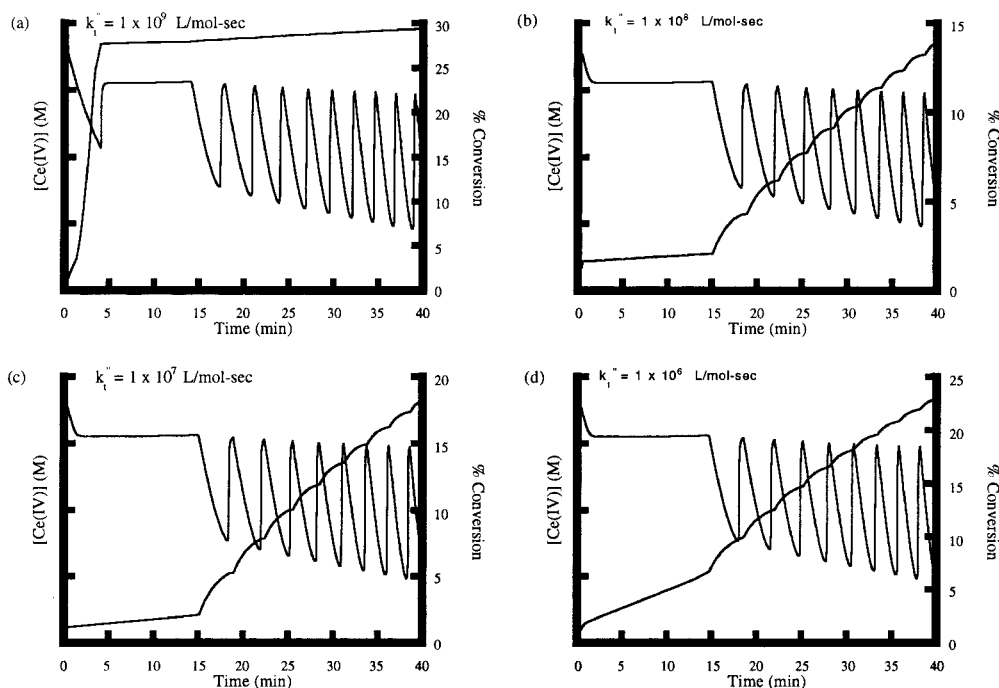 (a)
k_t" = 1 x 10^9 L/mol-sec
30
25
20
15
10
5
0
[Ce(IV)] (M)
% Conversion
0 5 10 15 20 25 30 35 40
Time (min)
(b)
k_t" = 1 x 10^8 L/mol-sec
15
10
5
0
[Ce(IV)] (M)
% Conversion
0 5 10 15 20 25 30 35 40
Time (min)
(c)
k_t" = 1 x 10^7 L/mol-sec
20
15
10
5
0
[Ce(IV)] (M)
% Conversion
0 5 10 15 20 25 30 35 40
Time (min)
(d)
k_t" = 1 x 10^6 L/mol-sec
25
20
15
10
5
0
[Ce(IV)] (M)
% Conversion
0 5 10 15 20 25 30 35 40
Time (min)